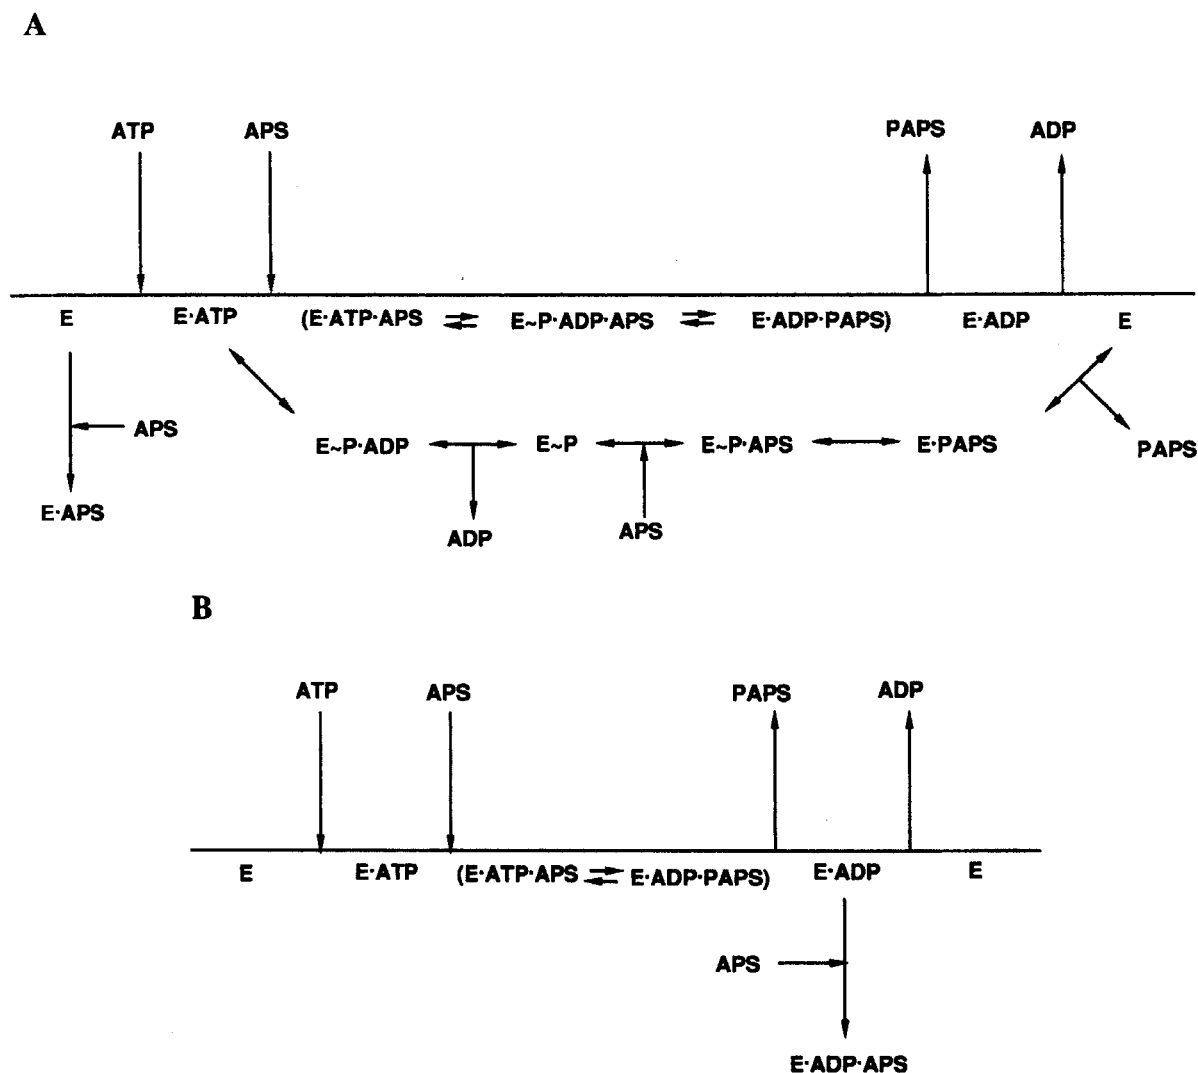 A
ATP APS PAPS ADP
E E·ATP (E·ATP·APS ⇌ E~P·ADP·APS ⇌ E·ADP·PAPS) E·ADP E
APS
E~P·ADP E~P E~P·APS E·PAPS PAPS
E·APS
ADP APS
B
ATP APS PAPS ADP
E E·ATP (E·ATP·APS ⇌ E·ADP·PAPS) E·ADP E
APS
E·ADP·APS